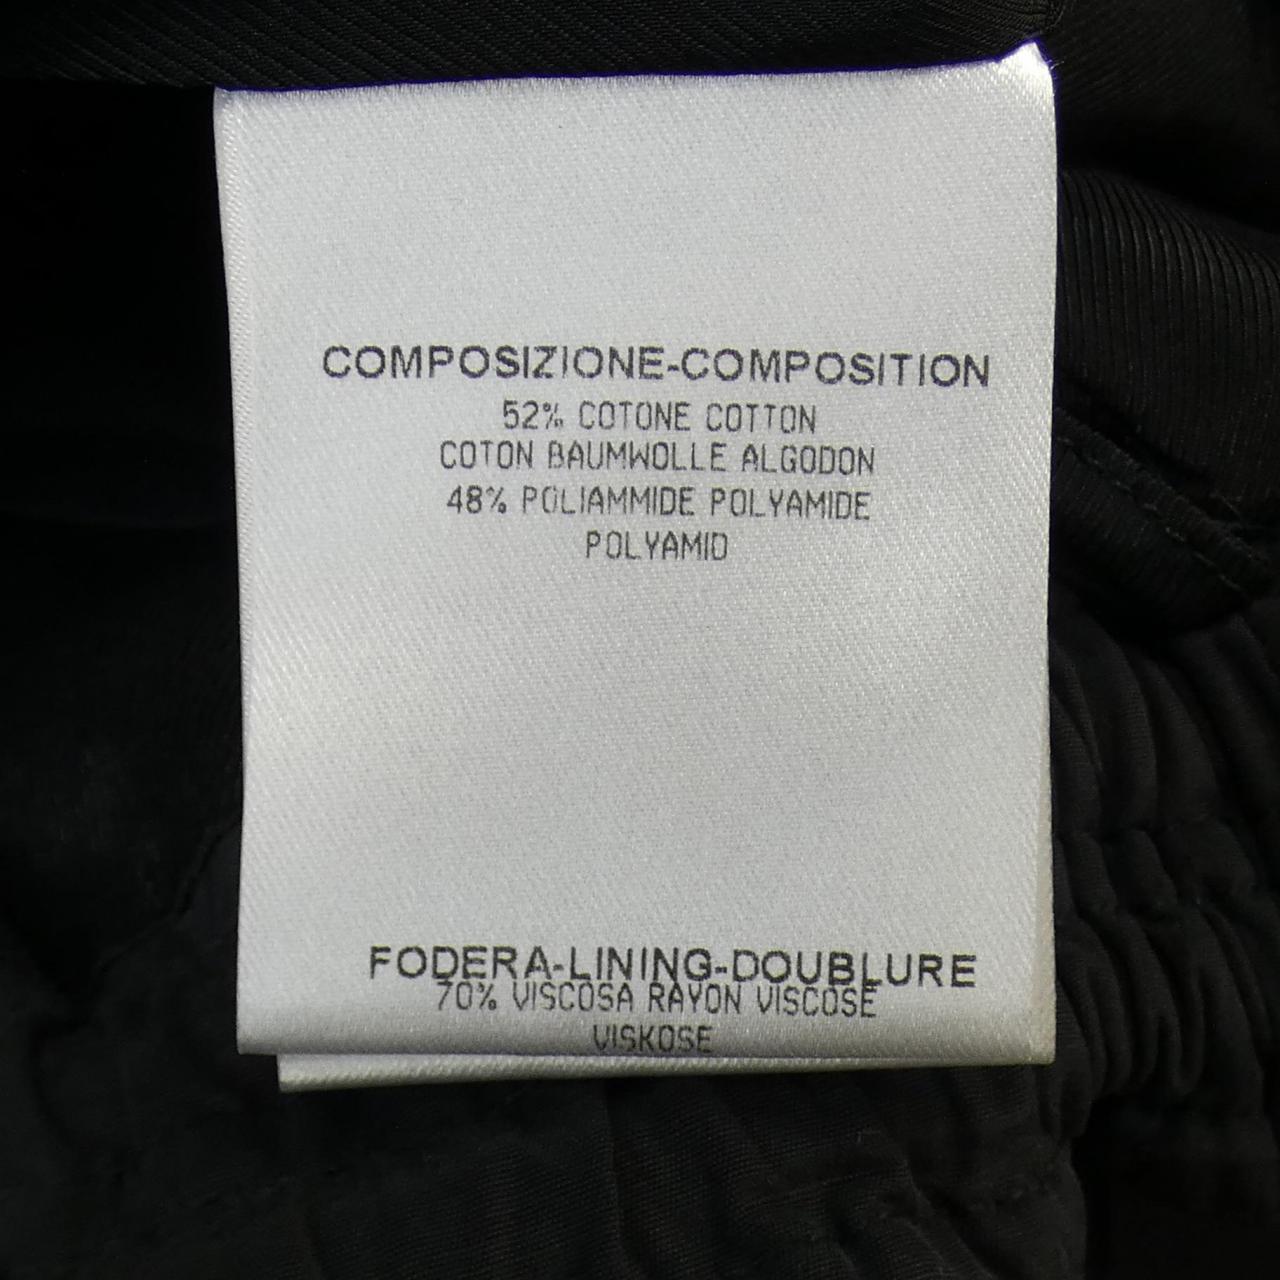 COMPOSIZIONE-COMPOSITION
52% COTONE COTTON
COTON BAUMWOLLE ALGODON
48% POLIAMMIDE POLYAMIDE
POLYAMID
FODERA-LINING-DOUBLURE
70% VISCOSA RAYON VISCOSE
VISKOSE